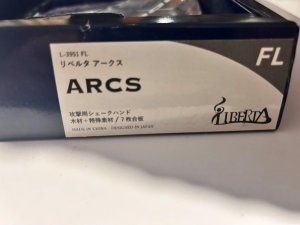 L-3951 FL
リベルタ アークス
FL
ARCS
攻撃用シェークハンド
木材＋特殊素材/7枚合板
MADE IN CHINA DESIGNED IN JAPAN
LIBERTA